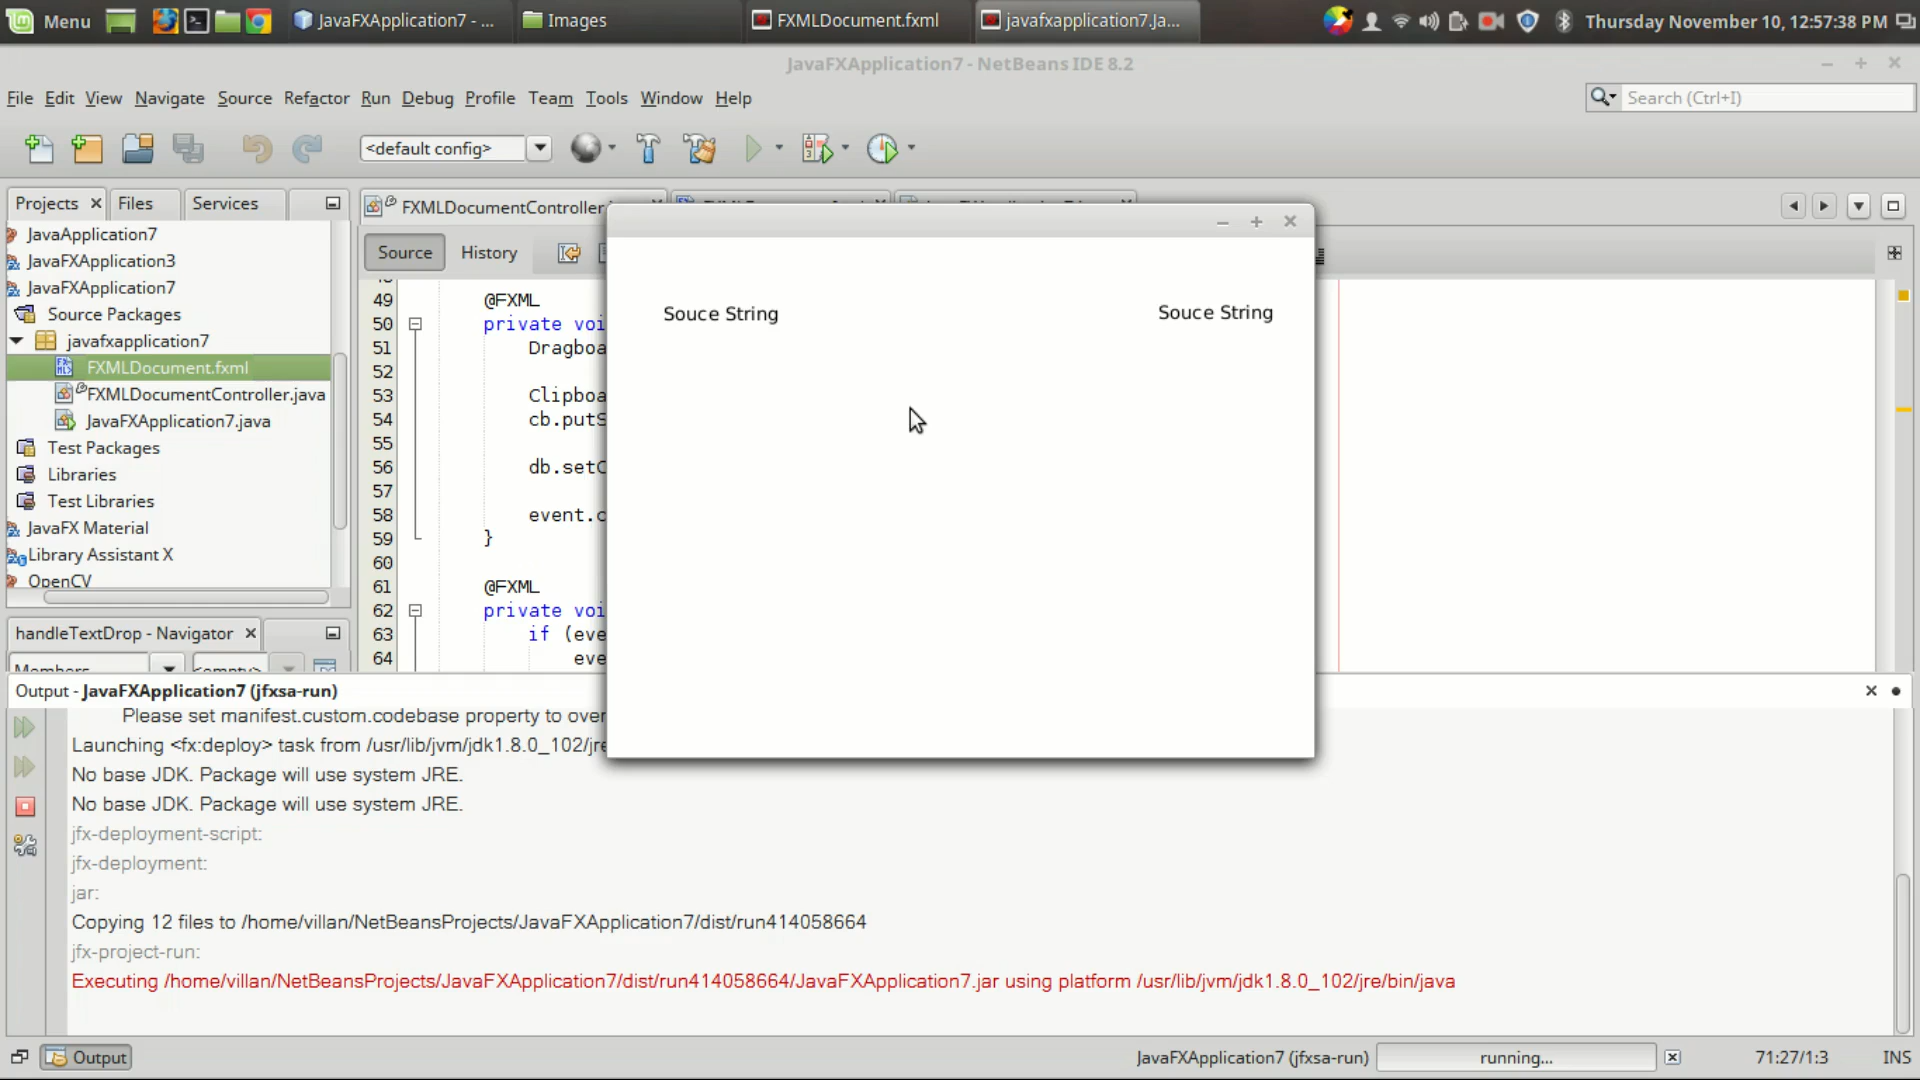 Menu JavaFXApplication7 - ... Images FXMLDocument.fxml javafxapplication7.Ja... Thursday November 10, 12:57:38 PM
JavaFXApplication7 - NetBeans IDE 8.2
File Edit View Navigate Source Refactor Run Debug Profile Team Tools Window Help Search (Ctrl+I)
<default config>
Projects Files Services FXMLDocumentController.
Source History
JavaApplication7
JavaFXApplication3
JavaFXApplication7
Source Packages
javafxapplication7
FXMLDocument.fxml
FXMLDocumentController.java
JavaFXApplication7.java
Test Packages
Libraries
Test Libraries
JavaFX Material
Library Assistant X
OpenCV
49 @FXML
50 private voi
51 Dragboa
52
53 Clipboa
54 cb.putS
55
56 db.setC
57
58 event.c
59 }
60
61 @FXML
62 private voi
63 if (eve
64 eve
Souce String Souce String
handleTextDrop - Navigator
Members <empty>
Output - JavaFXApplication7 (jfxsa-run)
Please set manifest.custom.codebase property to over
Launching <fx:deploy> task from /usr/lib/jvm/jdk1.8.0_102/jre
No base JDK. Package will use system JRE.
No base JDK. Package will use system JRE.
jfx-deployment-script:
jfx-deployment:
jar:
Copying 12 files to /home/villan/NetBeansProjects/JavaFXApplication7/dist/run414058664
jfx-project-run:
Executing /home/villan/NetBeansProjects/JavaFXApplication7/dist/run414058664/JavaFXApplication7.jar using platform /usr/lib/jvm/jdk1.8.0_102/jre/bin/java
Output JavaFXApplication7 (jfxsa-run) running... 71:27/1:3 INS